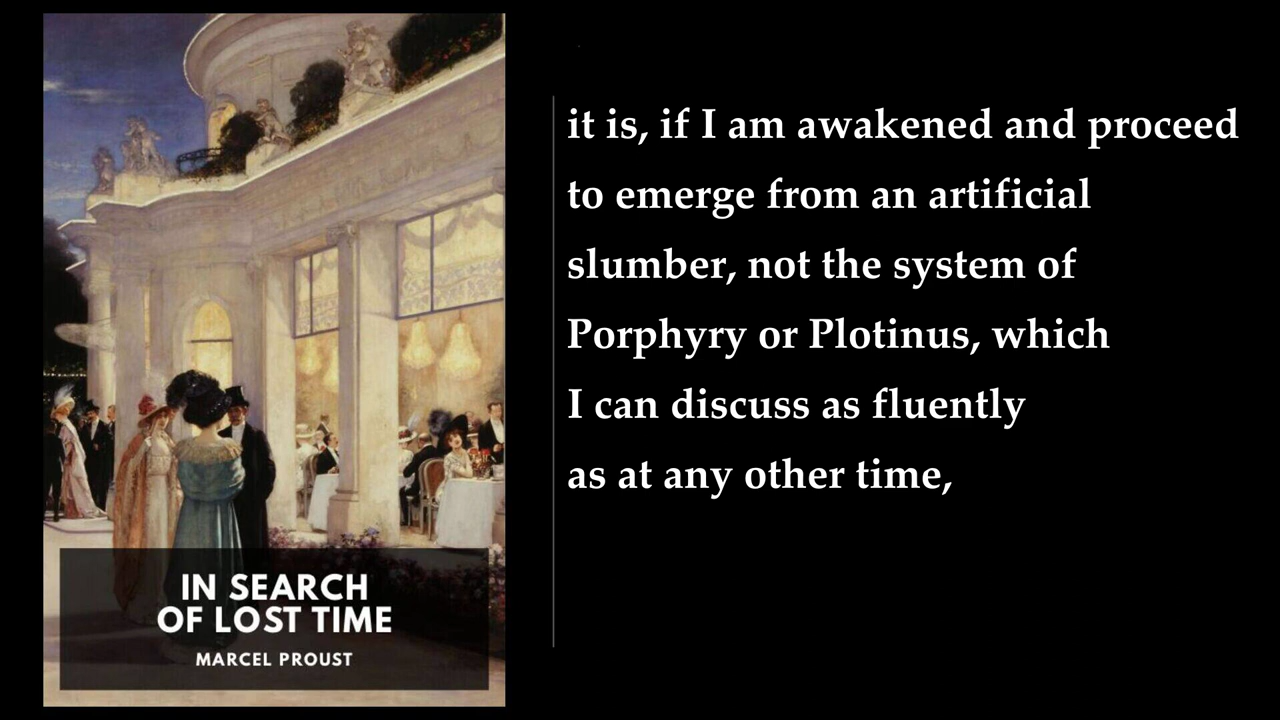 it is, if I am awakened and proceed
to emerge from an artificial
slumber, not the system of
Porphyry or Plotinus, which
I can discuss as fluently
as at any other time,
IN SEARCH
OF LOST TIME
MARCEL PROUST